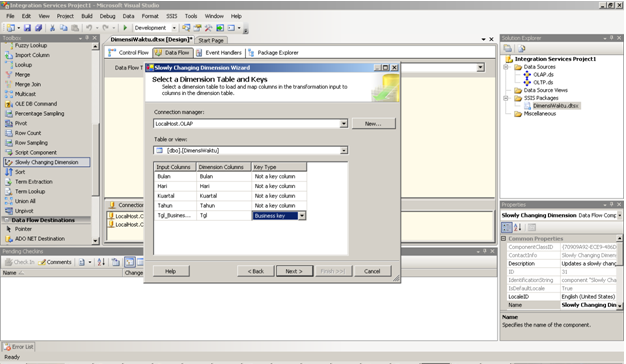 Integration Services Project1 - Microsoft Visual Studio
File Edit View Project Build Debug Data Format SSIS Tools Window Help
Development
Toolbox
Fuzzy Lookup
Import Column
Lookup
Merge
Merge Join
Multicast
OLE DB Command
Percentage Sampling
Pivot
Row Count
Row Sampling
Script Component
Slowly Changing Dimension
Sort
Term Extraction
Term Lookup
Union All
Unpivot
Data Flow Destinations
Pointer
ADO NET Destination
DimensiWaktu.dtsx [Design]* Start Page
Control Flow Data Flow Event Handlers Package Explorer
Data Flow T
Connection
LocalHost.O
LocalHost.O
Slowly Changing Dimension Wizard
Select a Dimension Table and Keys
Select a dimension table to load and map columns in the transformation input to
columns in the dimension table.
Connection manager:
LocalHost.OLAP
New...
Table or view:
[dbo].[DimensiWaktu]
Input Columns Dimension Columns Key Type
Bulan Bulan Not a key column
Hari Hari Not a key column
Kuartal Kuartal Not a key column
Tahun Tahun Not a key column
Tgl_Busines... Tgl Business key
Help < Back Next > Finish >>| Cancel
Solution Explorer
Integration Services Project1
Data Sources
OLAP.ds
OLTP.ds
Data Source Views
SSIS Packages
DimensiWaktu.dtsx
Miscellaneous
Properties
Slowly Changing Dimension Data Flow Comp
Common Properties
ComponentClassID
ContactInfo Slowly Changing Dimen
Description Updates a slowly chang
ID 31
IdentificationString component "Slowly Cha
IsDefaultLocale True
LocaleID English (United States)
Name Slowly Changing Din
Name
Specifies the name of the component.
Pending Checkins
Check In Comments
Name Change
Error List
Ready